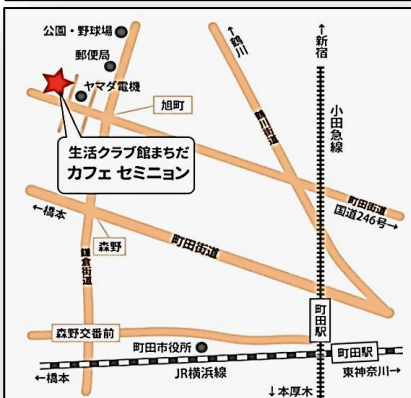 公園・野球場
郵便局
ヤマダ電機
旭町
生活クラブ館まちだ
カフェ セミニョン
←鶴川
鶴川街道
←新宿
小田急線
町田街道
国道246号→
←橋本
森野
町田街道
鎌倉街道
町田駅
森野交番前
町田市役所
町田駅
←橋本
JR横浜線
東神奈川→
↓本厚木